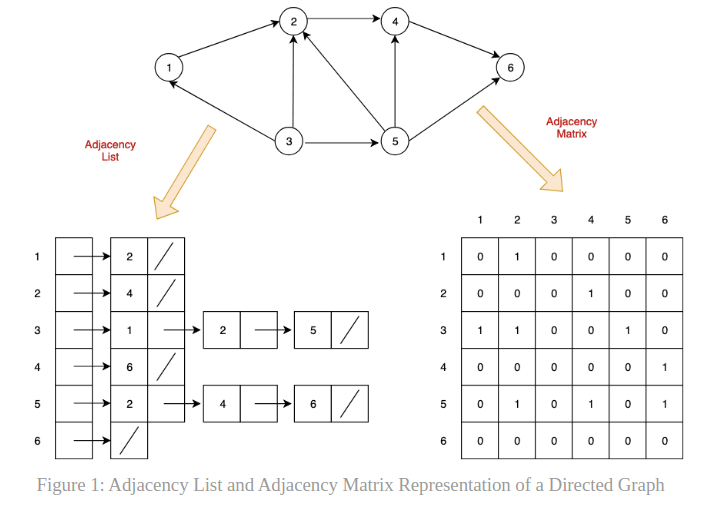 2
4
1
6
3
5
Adjacency
List
Adjacency
Matrix
1 2
2 4
3 1 2 5
4 6
5 2 4 6
6
1 2 3 4 5 6
1 0 1 0 0 0 0
2 0 0 0 1 0 0
3 1 1 0 0 1 0
4 0 0 0 0 0 1
5 0 1 0 1 0 1
6 0 0 0 0 0 0
Figure 1: Adjacency List and Adjacency Matrix Representation of a Directed Graph